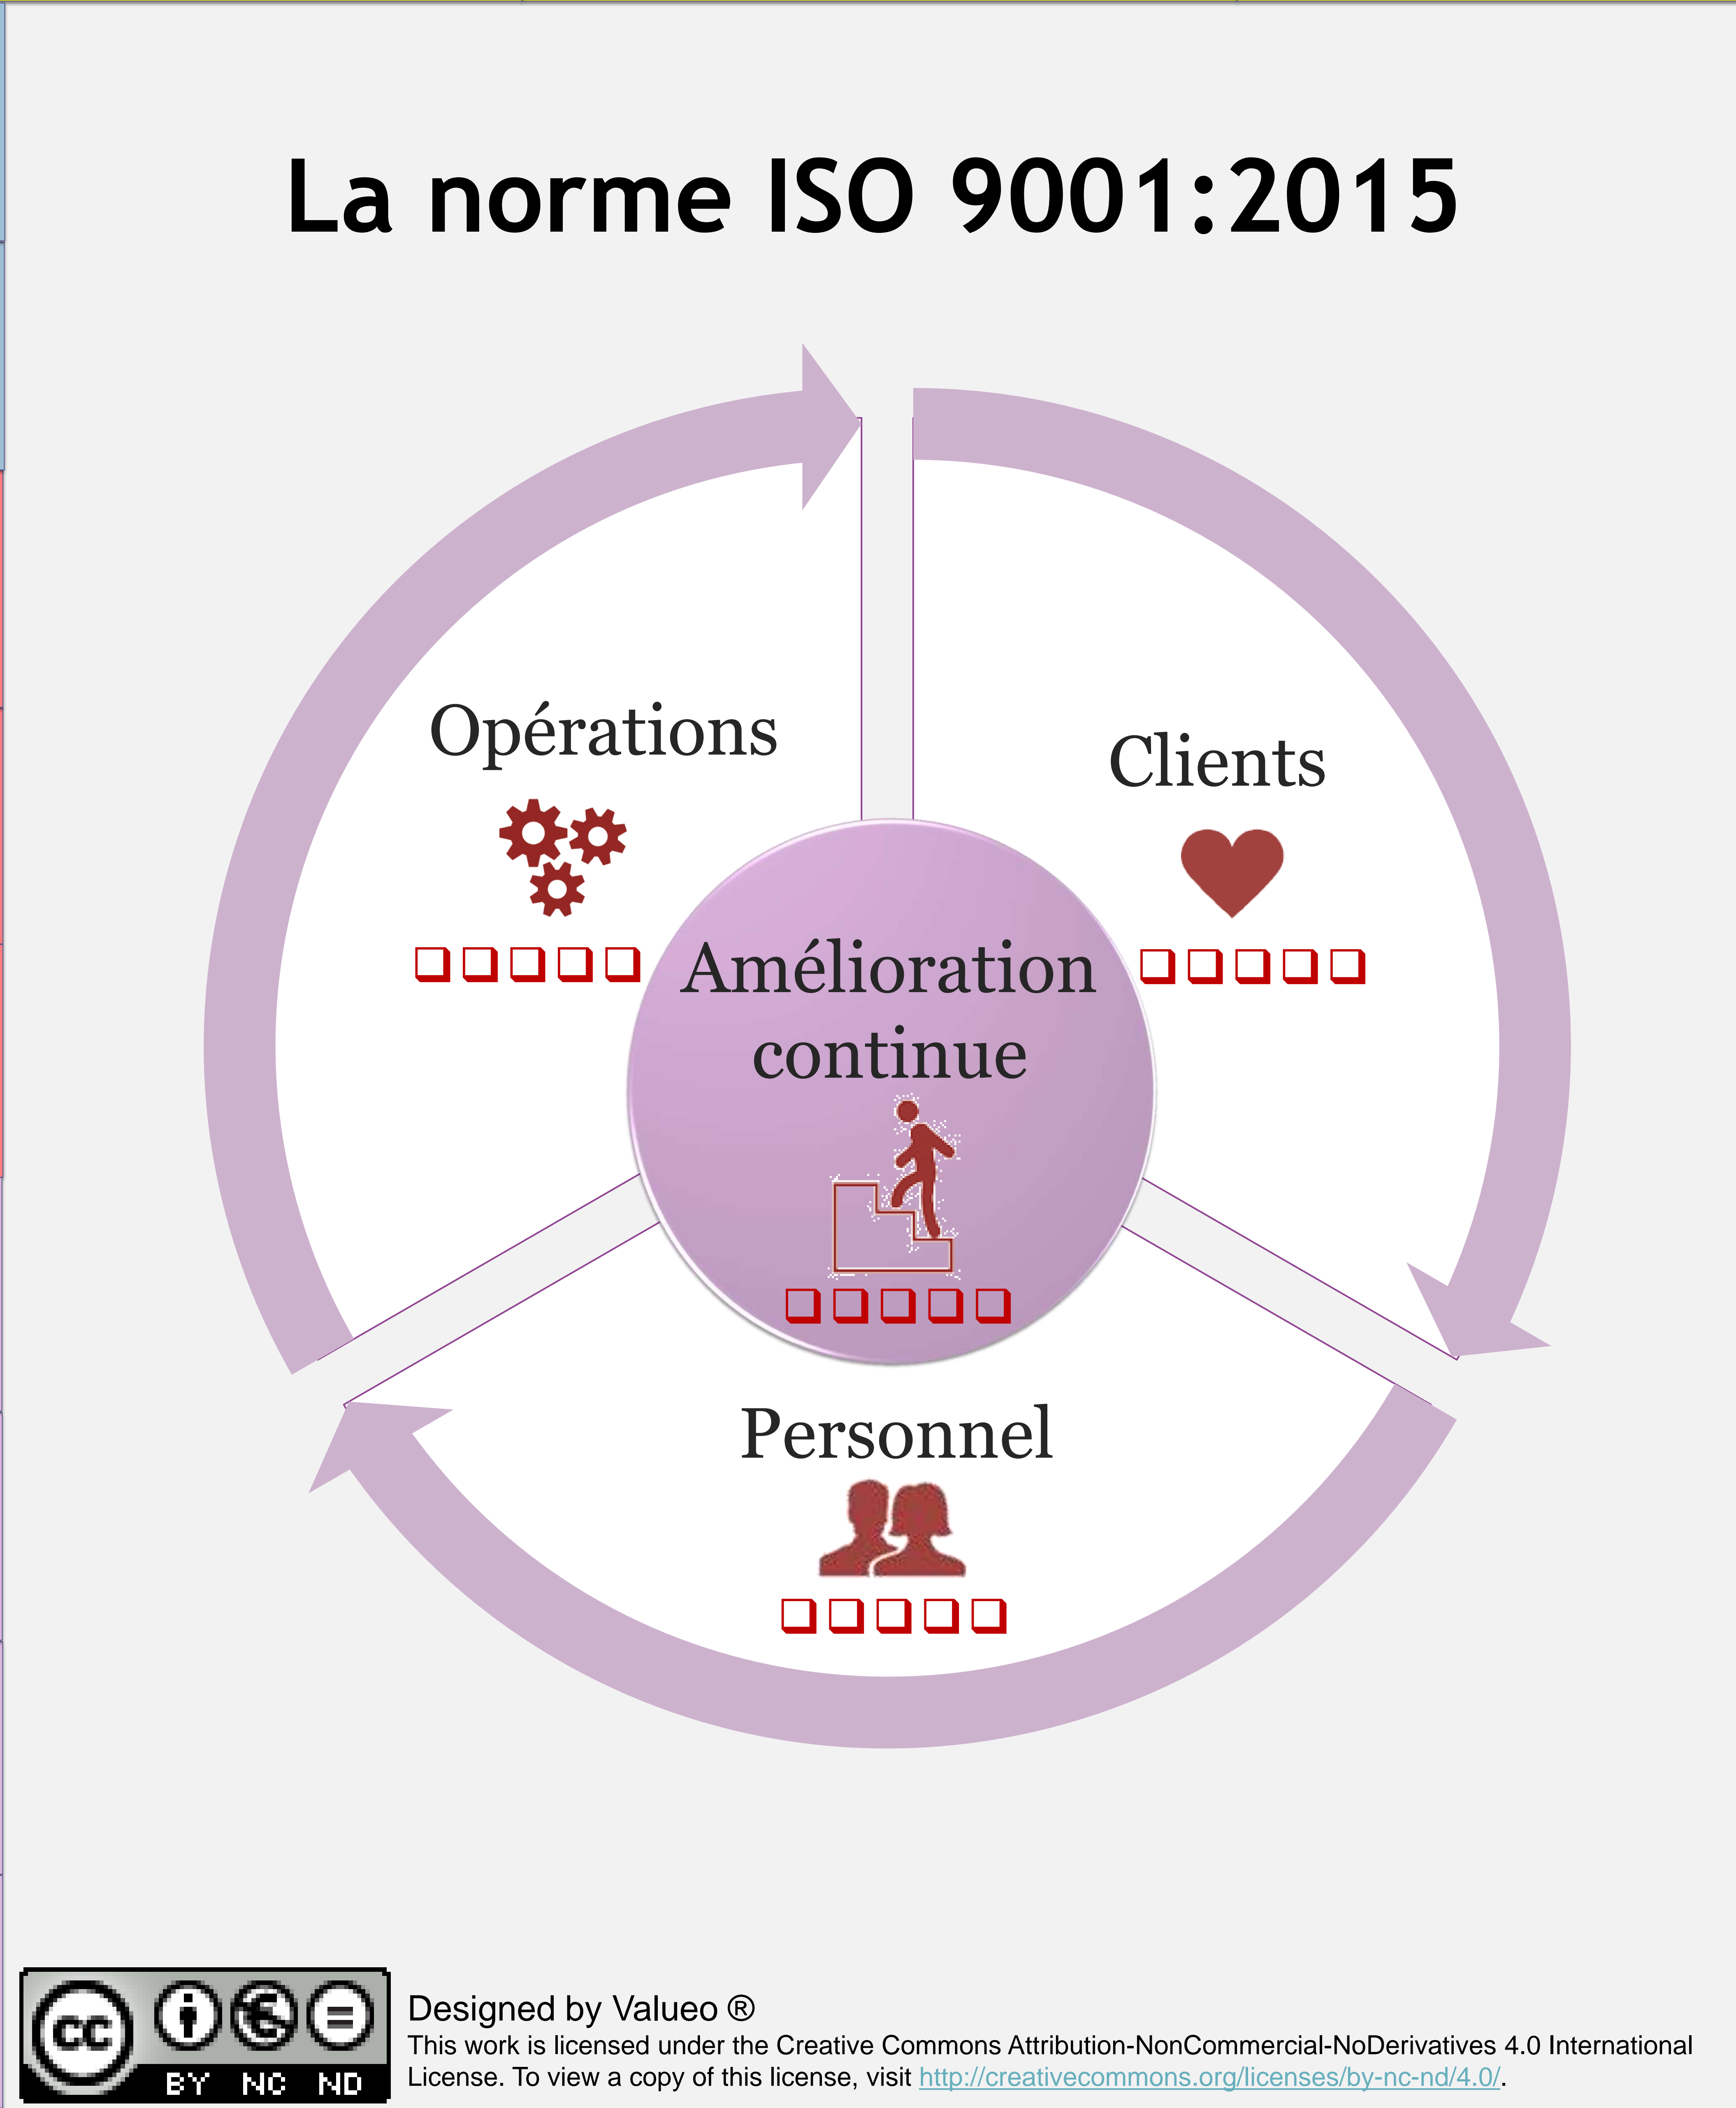 La norme ISO 9001:2015
Opérations
Clients
❑❑❑❑❑
❑❑❑❑❑
Amélioration
continue
❑❑❑❑❑
Personnel
❑❑❑❑❑
cc
BY NC ND
Designed by Valueo ®
This work is licensed under the Creative Commons Attribution-NonCommercial-NoDerivatives 4.0 International
License. To view a copy of this license, visit http://creativecommons.org/licenses/by-nc-nd/4.0/.